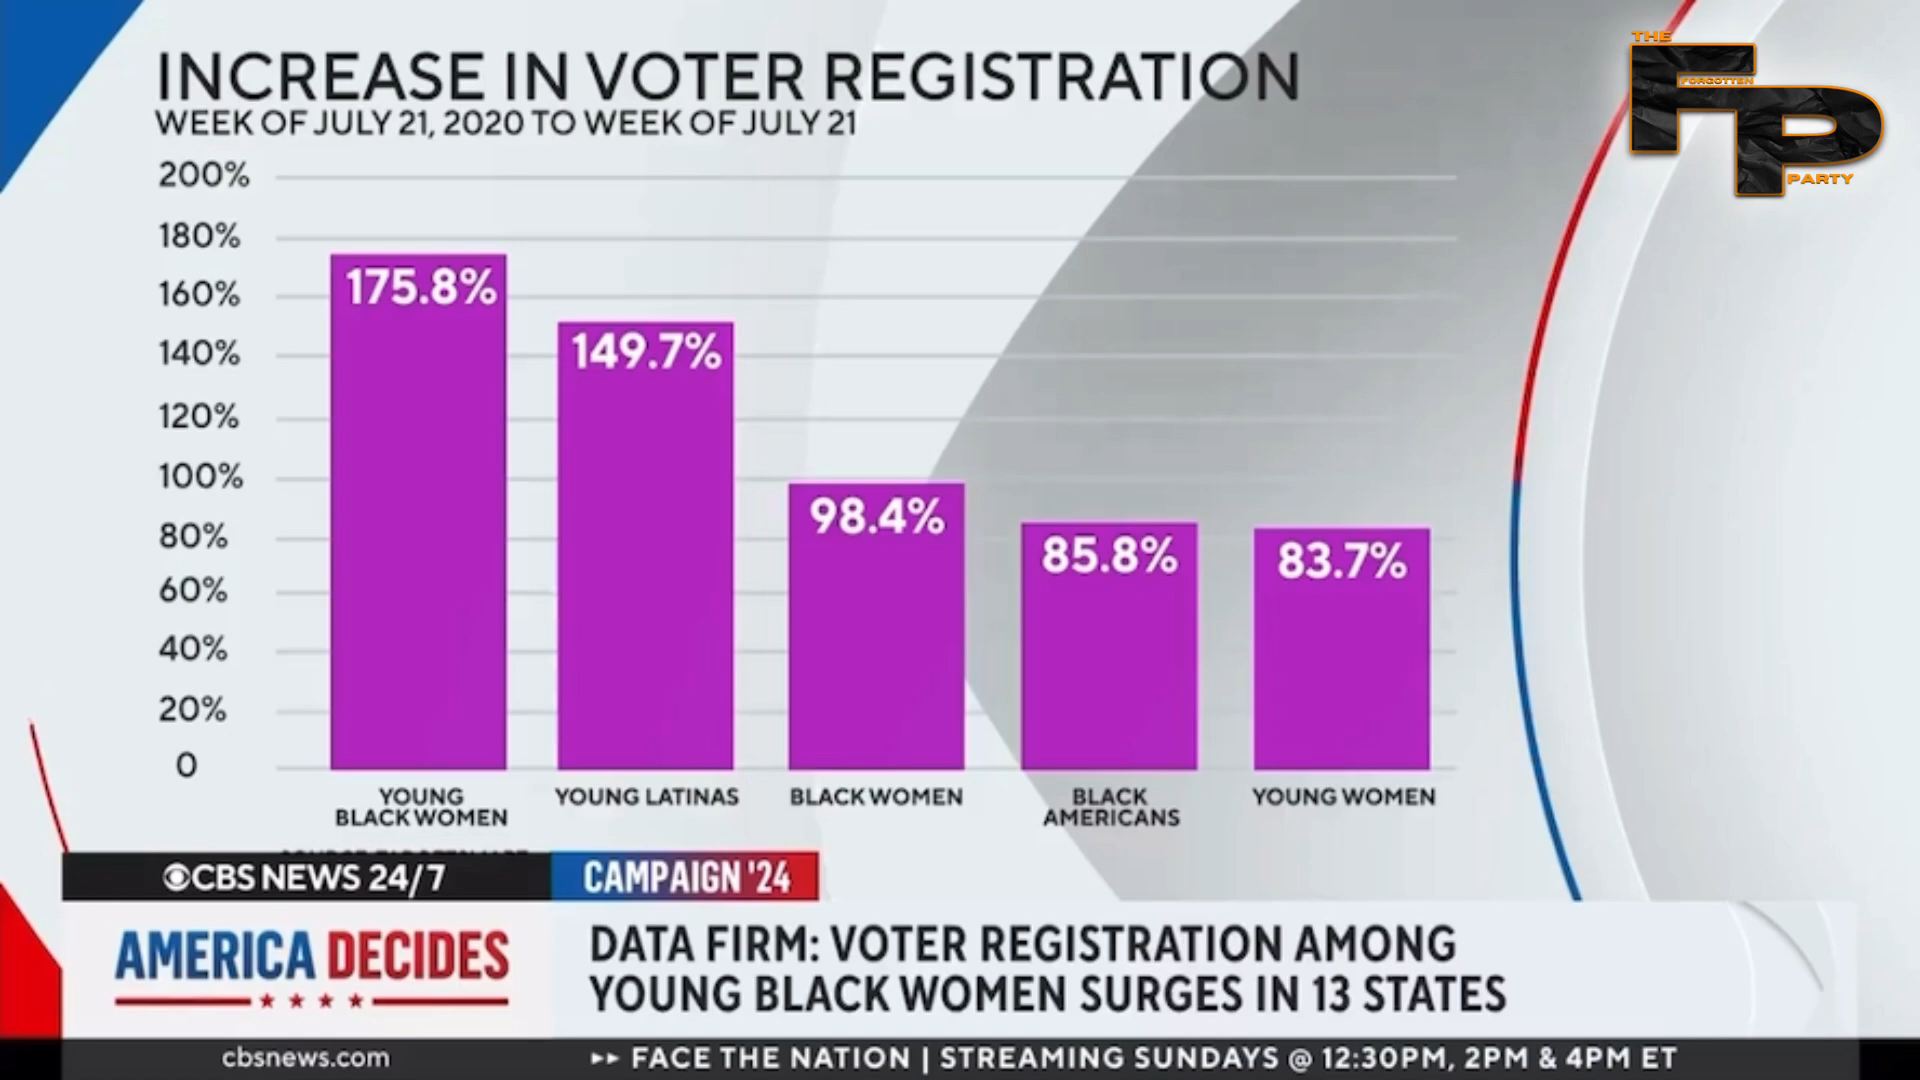 INCREASE IN VOTER REGISTRATION
WEEK OF JULY 21, 2020 TO WEEK OF JULY 21
THE
FORGOTTEN
FP
PARTY
200%
180%
160%
140%
120%
100%
80%
60%
40%
20%
0
175.8%
149.7%
98.4%
85.8%
83.7%
YOUNG
BLACK WOMEN
YOUNG LATINAS
BLACK WOMEN
BLACK
AMERICANS
YOUNG WOMEN
CBS NEWS 24/7
CAMPAIGN '24
AMERICA DECIDES
DATA FIRM: VOTER REGISTRATION AMONG
YOUNG BLACK WOMEN SURGES IN 13 STATES
cbsnews.com
FACE THE NATION | STREAMING SUNDAYS @ 12:30PM, 2PM & 4PM ET